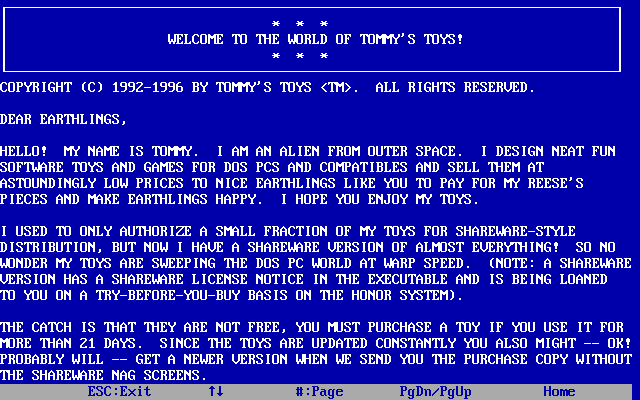 * * *
WELCOME TO THE WORLD OF TOMMY'S TOYS!
* * *
COPYRIGHT (C) 1992-1996 BY TOMMY'S TOYS <TM>.  ALL RIGHTS RESERVED.
DEAR EARTHLINGS,
HELLO!  MY NAME IS TOMMY.  I AM AN ALIEN FROM OUTER SPACE.  I DESIGN NEAT FUN
SOFTWARE TOYS AND GAMES FOR DOS PCS AND COMPATIBLES AND SELL THEM AT
ASTOUNDINGLY LOW PRICES TO NICE EARTHLINGS LIKE YOU TO PAY FOR MY REESE'S
PIECES AND MAKE EARTHLINGS HAPPY.  I HOPE YOU ENJOY MY TOYS.
I USED TO ONLY AUTHORIZE A SMALL FRACTION OF MY TOYS FOR SHAREWARE-STYLE
DISTRIBUTION, BUT NOW I HAVE A SHAREWARE VERSION OF ALMOST EVERYTHING!  SO NO
WONDER MY TOYS ARE SWEEPING THE DOS PC WORLD AT WARP SPEED.  (NOTE: A SHAREWARE
VERSION HAS A SHAREWARE LICENSE NOTICE IN THE EXECUTABLE AND IS BEING LOANED
TO YOU ON A TRY-BEFORE-YOU-BUY BASIS ON THE HONOR SYSTEM).
THE CATCH IS THAT THEY ARE NOT FREE, YOU MUST PURCHASE A TOY IF YOU USE IT FOR
MORE THAN 21 DAYS.  SINCE THE TOYS ARE UPDATED CONSTANTLY YOU ALSO MIGHT -- OK!
PROBABLY WILL -- GET A NEWER VERSION WHEN WE SEND YOU THE PURCHASE COPY WITHOUT
THE SHAREWARE NAG SCREENS.
ESC:Exit ↑↓ #:Page PgDn/PgUp Home